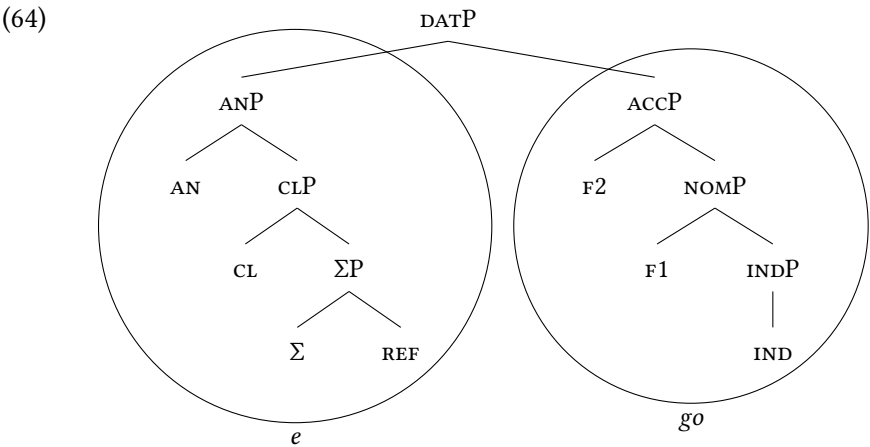 (64) DATP
ANP ACCP
AN CLP F2 NOMP
CL ΣP F1 INDP
Σ REF IND
e go